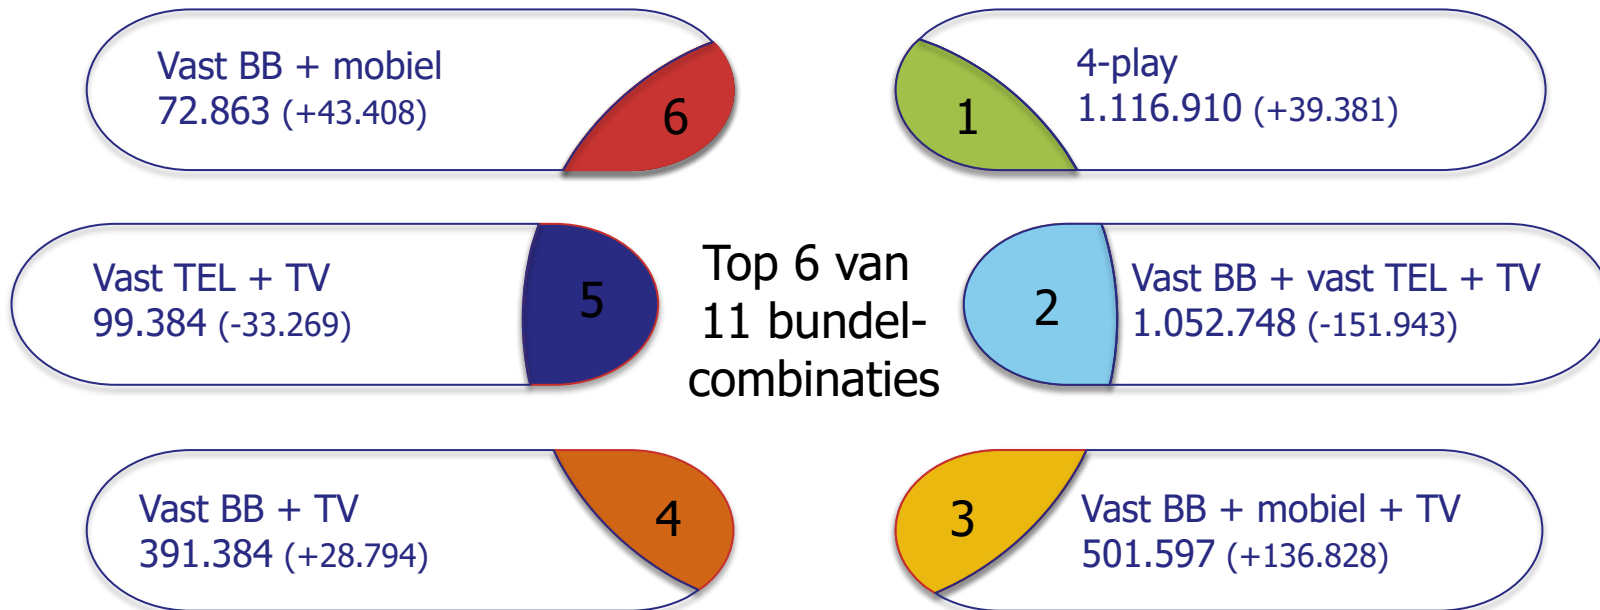 Top 6 van
11 bundel-
combinaties
1
4-play
1.116.910 (+39.381)
2
Vast BB + vast TEL + TV
1.052.748 (-151.943)
3
Vast BB + mobiel + TV
501.597 (+136.828)
4
Vast BB + TV
391.384 (+28.794)
5
Vast TEL + TV
99.384 (-33.269)
6
Vast BB + mobiel
72.863 (+43.408)